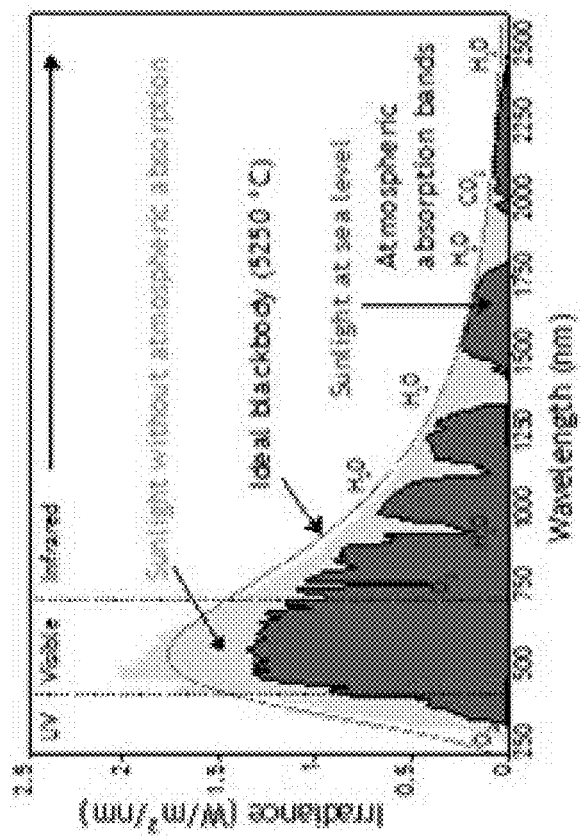 UV
Visible
Infrared
Sunlight without atmospheric absorption
Ideal blackbody (5250 °C)
Sunlight at sea level
Atmospheric
absorption bands
H₂O
H₂O
H₂O
CO₂
H₂O
Irradiance (W/m²/nm)
2.5
2
1.5
1
0.5
0
250
500
750
1000
1250
1500
1750
2000
2250
2500
Wavelength (nm)